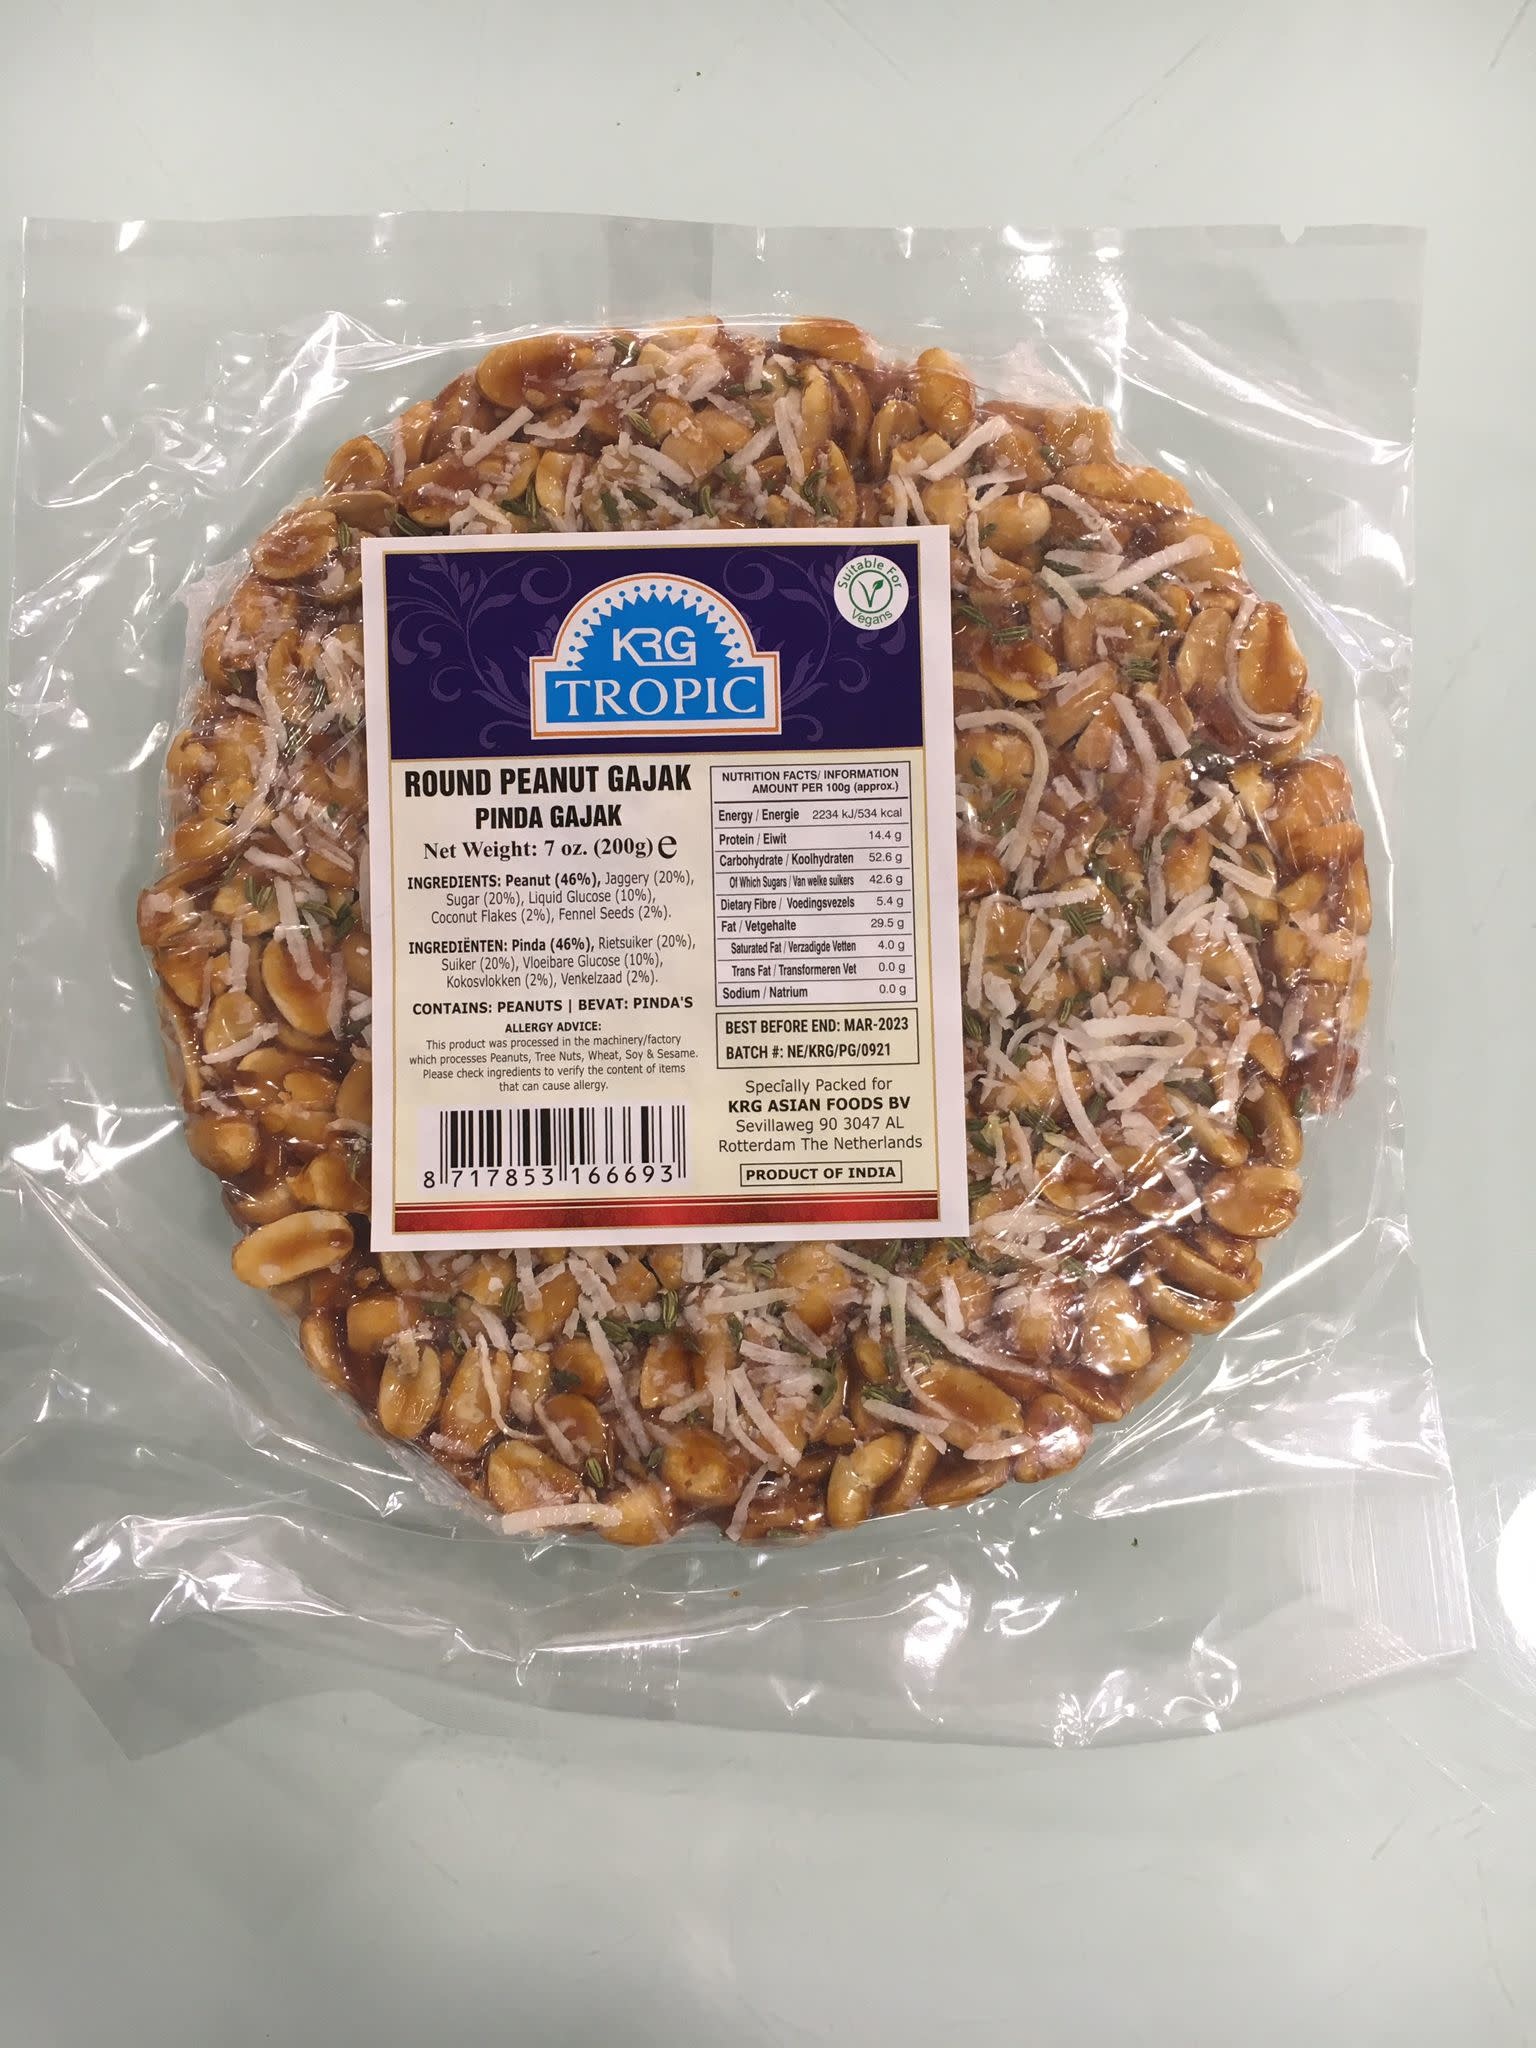 Suitable For
Vegans
KRG
TROPIC
ROUND PEANUT GAJAK
PINDA GAJAK
Net Weight: 7 oz. (200g) e
INGREDIENTS: Peanut (46%), Jaggery (20%),
Sugar (20%), Liquid Glucose (10%),
Coconut Flakes (2%), Fennel Seeds (2%).
INGREDIËNTEN: Pinda (46%), Rietsuiker (20%),
Suiker (20%), Vloeibare Glucose (10%),
Kokosvlokken (2%), Venkelzaad (2%).
CONTAINS: PEANUTS | BEVAT: PINDA'S
ALLERGY ADVICE:
This product was processed in the machinery/factory
which processes Peanuts, Tree Nuts, Wheat, Soy & Sesame.
Please check ingredients to verify the content of items
that can cause allergy.
8 717853 166693
NUTRITION FACTS/ INFORMATION
AMOUNT PER 100g (approx.)
Energy / Energie 2234 kJ/534 kcal
Protein / Eiwit 14.4 g
Carbohydrate / Koolhydraten 52.6 g
Of Which Sugars / Van welke suikers 42.6 g
Dietary Fibre / Voedingsvezels 5.4 g
Fat / Vetgehalte 29.5 g
Saturated Fat / Verzadigde Vetten 4.0 g
Trans Fat / Transformeren Vet 0.0 g
Sodium / Natrium 0.0 g
BEST BEFORE END: MAR-2023
BATCH #: NE/KRG/PG/0921
Specially Packed for
KRG ASIAN FOODS BV
Sevillaweg 90 3047 AL
Rotterdam The Netherlands
PRODUCT OF INDIA